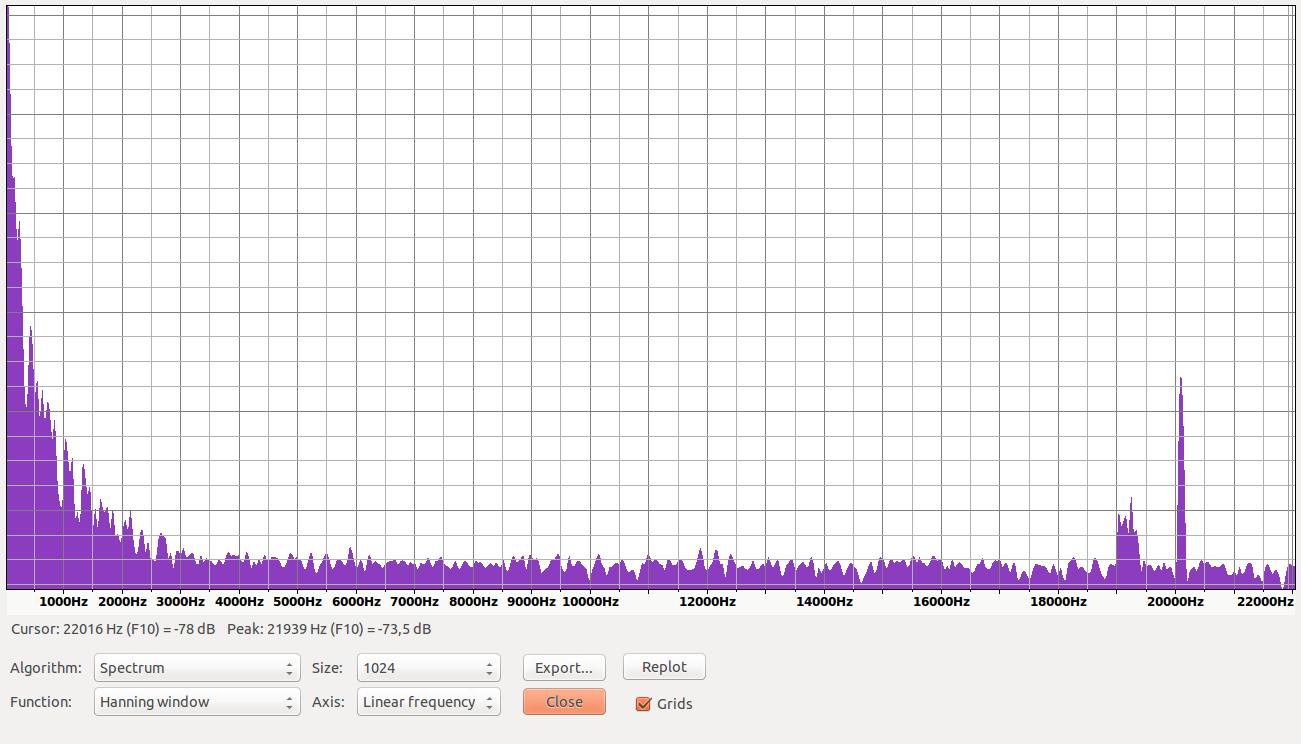 1000Hz 2000Hz 3000Hz 4000Hz 5000Hz 6000Hz 7000Hz 8000Hz 9000Hz 10000Hz 12000Hz 14000Hz 16000Hz 18000Hz 20000Hz 22000Hz
Cursor: 22016 Hz (F10) = -78 dB Peak: 21939 Hz (F10) = -73,5 dB
Algorithm: Spectrum Size: 1024 Export... Replot
Function: Hanning window Axis: Linear frequency Close Grids